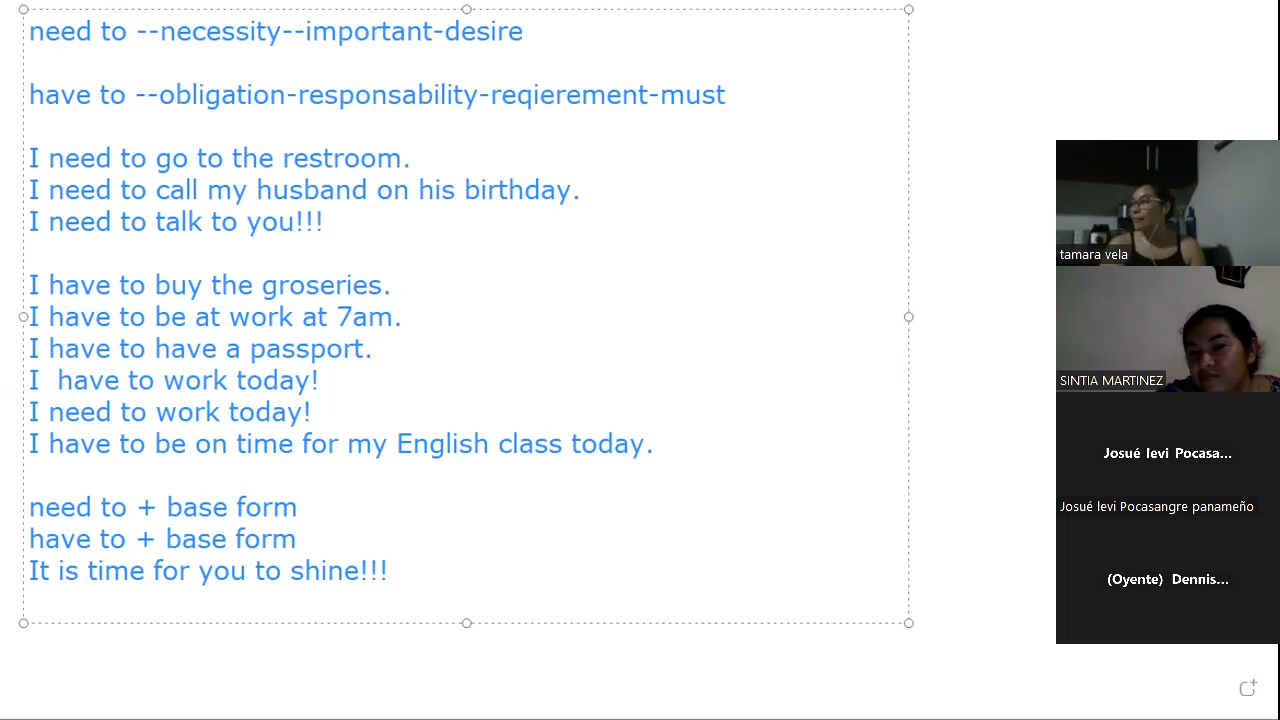 need to --necessity--important-desire
have to --obligation-responsability-reqierement-must
I need to go to the restroom.
I need to call my husband on his birthday.
I need to talk to you!!!
I have to buy the groseries.
I have to be at work at 7am.
I have to have a passport.
I  have to work today!
I need to work today!
I have to be on time for my English class today.
need to + base form
have to + base form
It is time for you to shine!!!
tamara vela
SINTIA MARTINEZ
Josué levi Pocasa...
Josué levi Pocasangre panameño
(Oyente) Dennis...